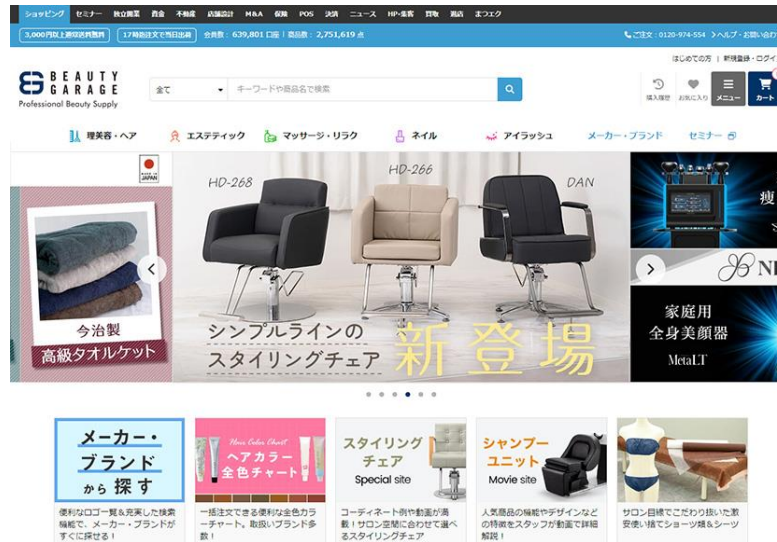 ショッピング セミナー 独立開業 資金 不動産 店舗設計 M&A 保険 POS 決済 ニュース HP・集客 買取 退店 まつエク
3,000円以上通常送料無料 17時迄注文で当日出荷 会員数：639,801 口座 | 商品数：2,751,619 点 ご注文：0120-974-554 ヘルプ・お問い合わ
はじめての方 | 新規登録・ログイ
BEAUTY
GARAGE
Professional Beauty Supply
全て キーワードや商品名で検索
購入履歴 お気に入り メニュー カート
理美容・ヘア エステティック マッサージ・リラク ネイル アイラッシュ メーカー・ブランド セミナー
MADE IN
JAPAN
今治製
高級タオルケット
HD-268 HD-266 DAN
シンプルラインの
スタイリングチェア 新登場
痩
NE
家庭用
全身美顔器
MetaLT
メーカー・
ブランド
から 探す
便利なロゴ一覧&充実した検索
機能で、メーカー・ブランドが
すぐに探せる！
Hair Color Chart
ヘアカラー
全色チャート
一括注文できる便利な全色カラ
ーチャート。取扱いブランド多
数！
スタイリング
チェア
Special site
コーディネート例や動画が満
載！サロン空間に合わせて選べ
るスタイリングチェア
シャンプー
ユニット
Movie site
人気商品の機能やデザインなど
の特徴をスタッフが動画で詳細
解説！
サロン目線でこだわり抜いた激
安使い捨てショーツ類&シーツ